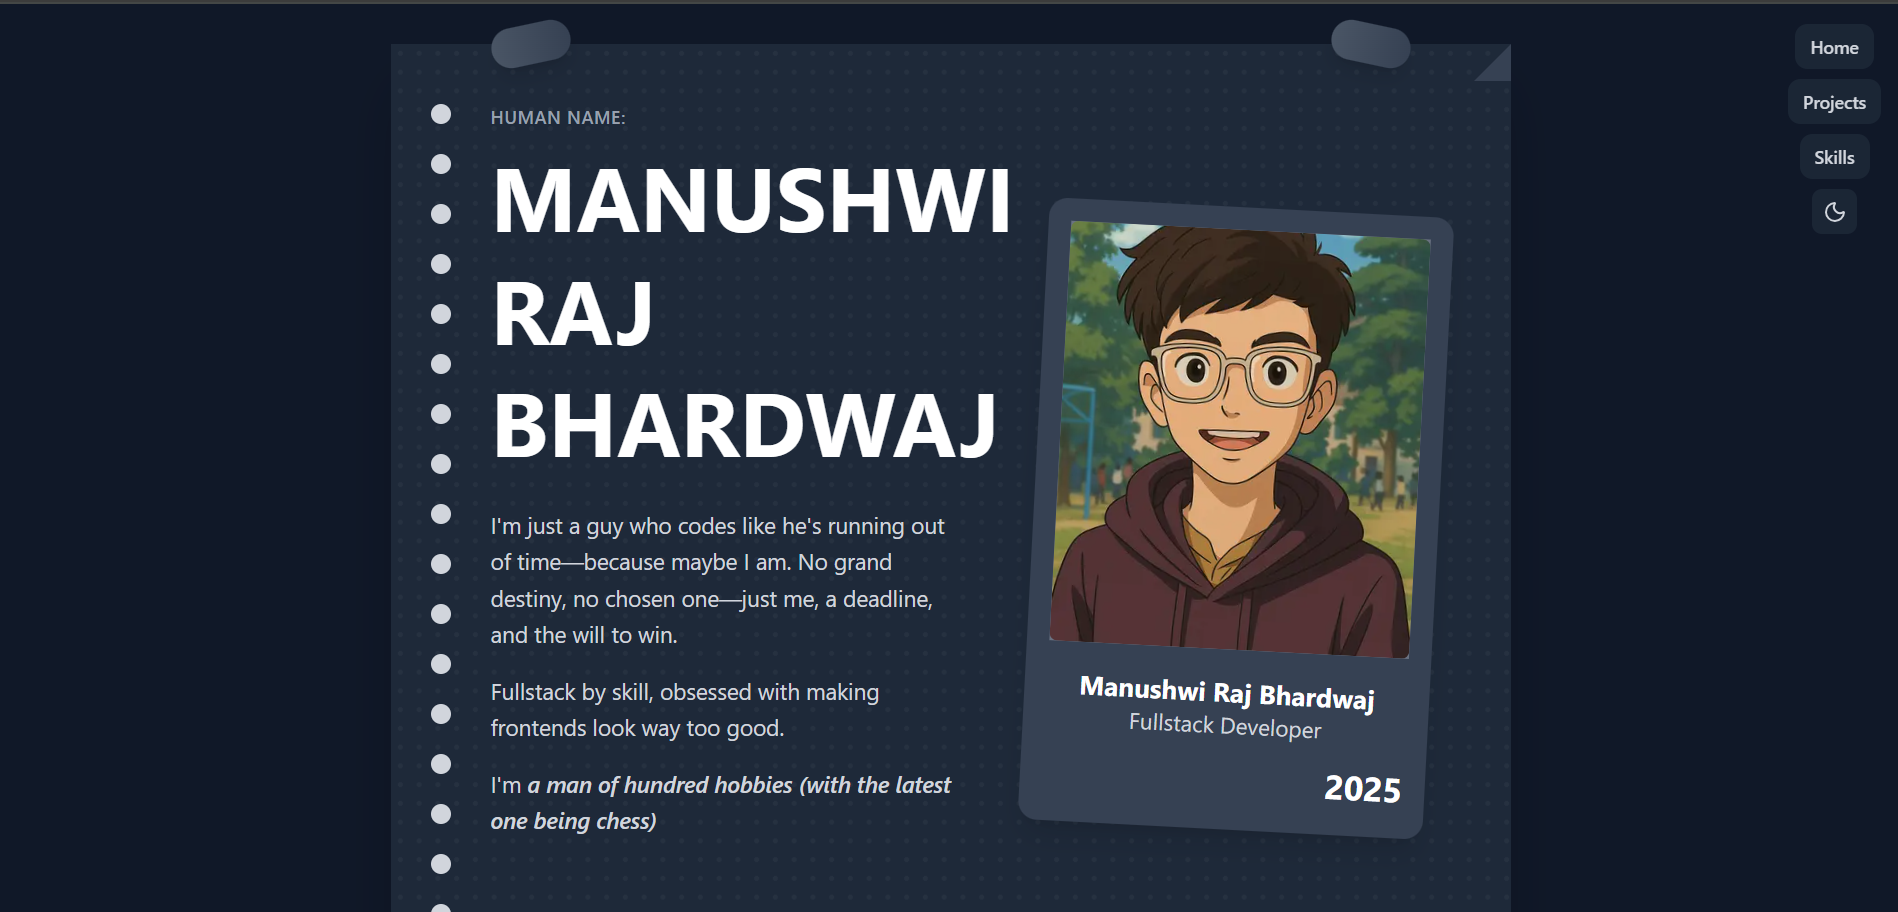 HUMAN NAME:
MANUSHWI
RAJ
BHARDWAJ
I'm just a guy who codes like he's running out
of time—because maybe I am. No grand
destiny, no chosen one—just me, a deadline,
and the will to win.
Fullstack by skill, obsessed with making
frontends look way too good.
I'm a man of hundred hobbies (with the latest
one being chess)
Manushwi Raj Bhardwaj
Fullstack Developer
2025
Home
Projects
Skills